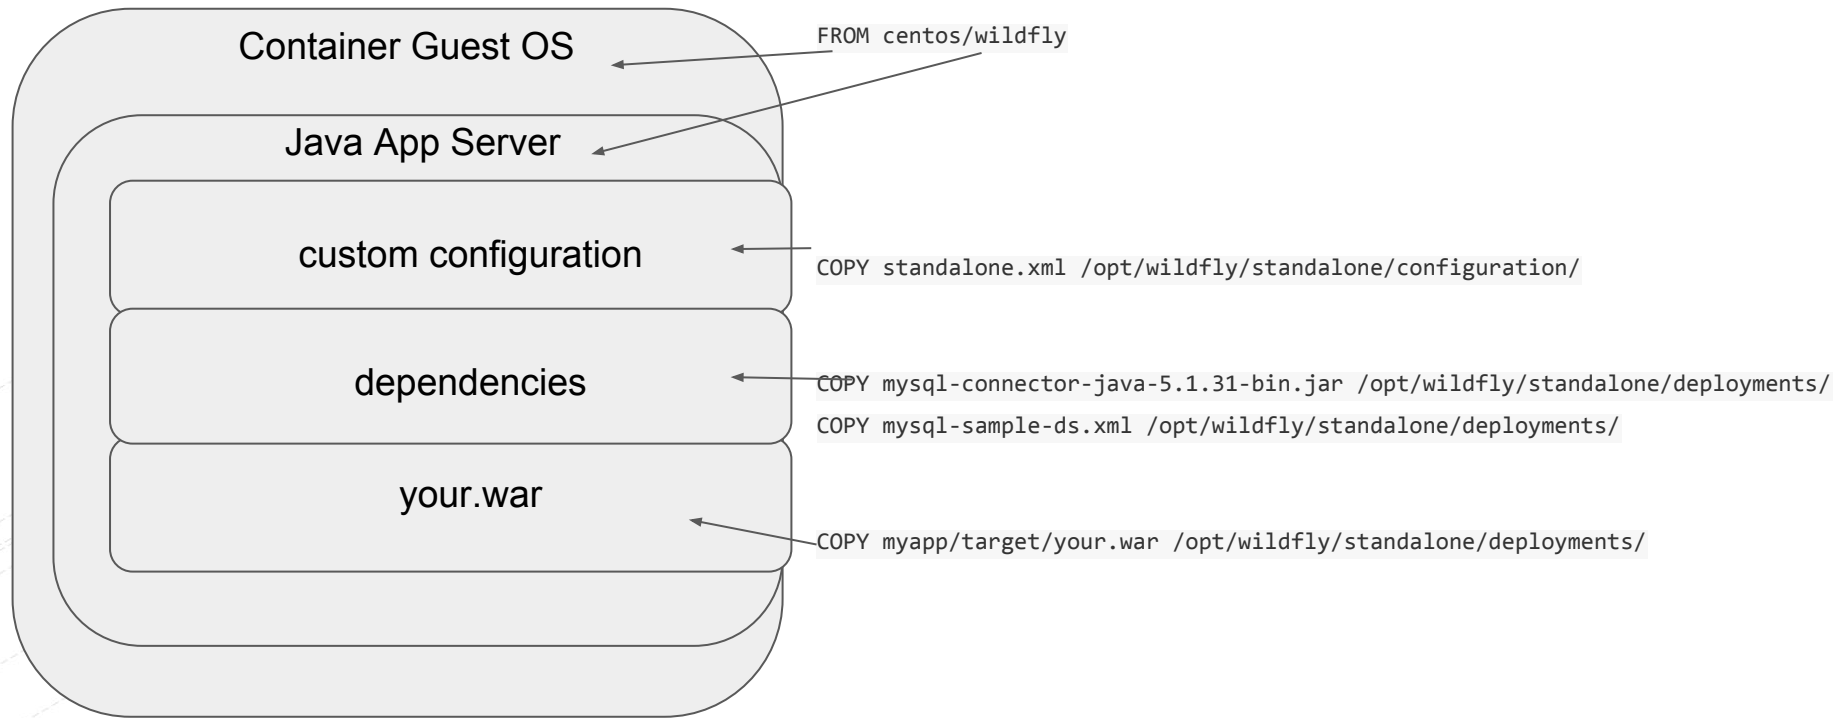 Container Guest OS
FROM centos/wildfly
Java App Server
custom configuration
COPY standalone.xml /opt/wildfly/standalone/configuration/
dependencies
COPY mysql-connector-java-5.1.31-bin.jar /opt/wildfly/standalone/deployments/
COPY mysql-sample-ds.xml /opt/wildfly/standalone/deployments/
your.war
COPY myapp/target/your.war /opt/wildfly/standalone/deployments/